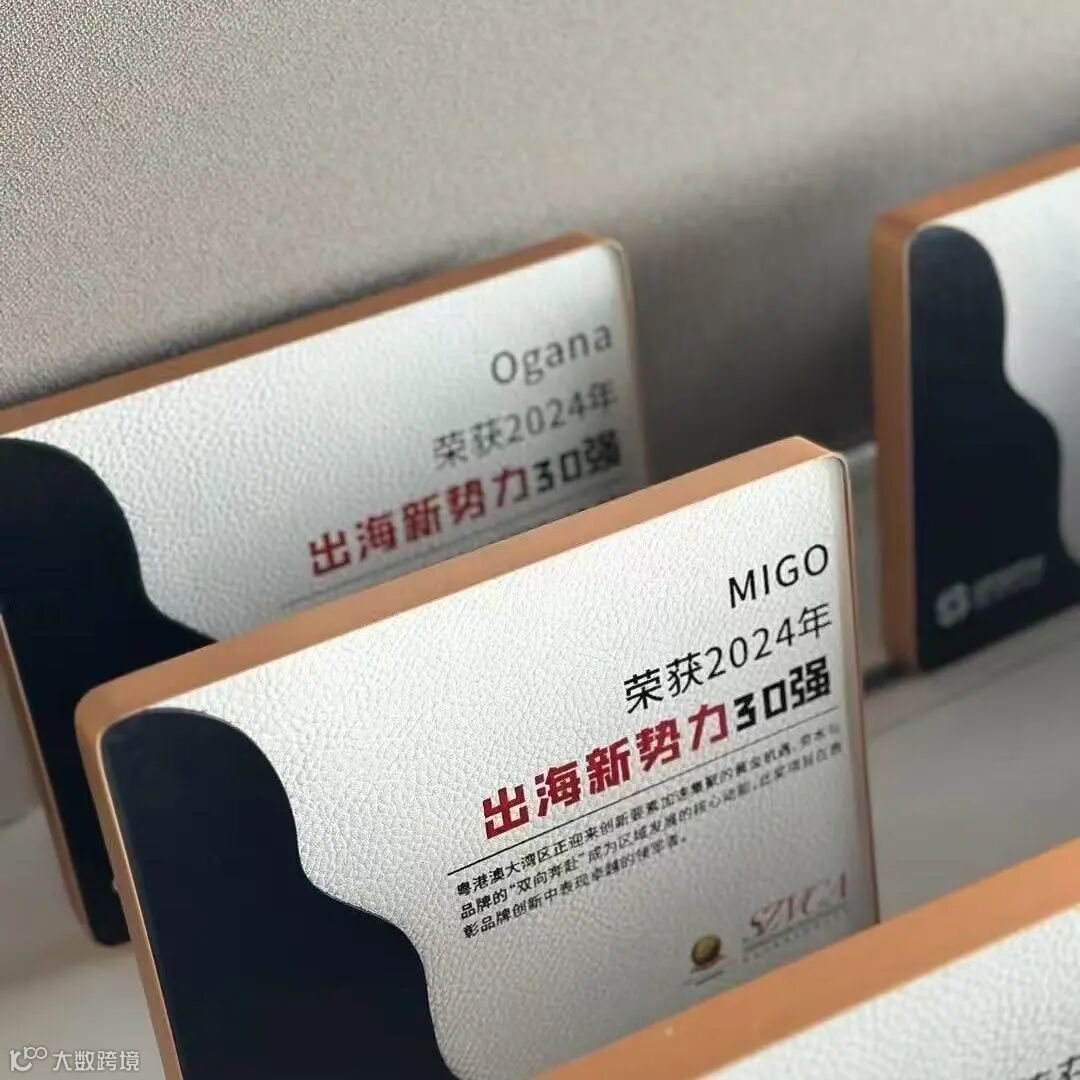 Ogana
荣获2024年
出海新势力30强
MIGO
荣获2024年
出海新势力30强
粤港澳大湾区正迎来创新要素加速集聚的黄金机遇,资本与
品牌的“双向奔赴”成为区域发展的核心动能,此奖项旨在表
彰品牌创新中表现卓越的领军者。
SZVCA
大数跨境